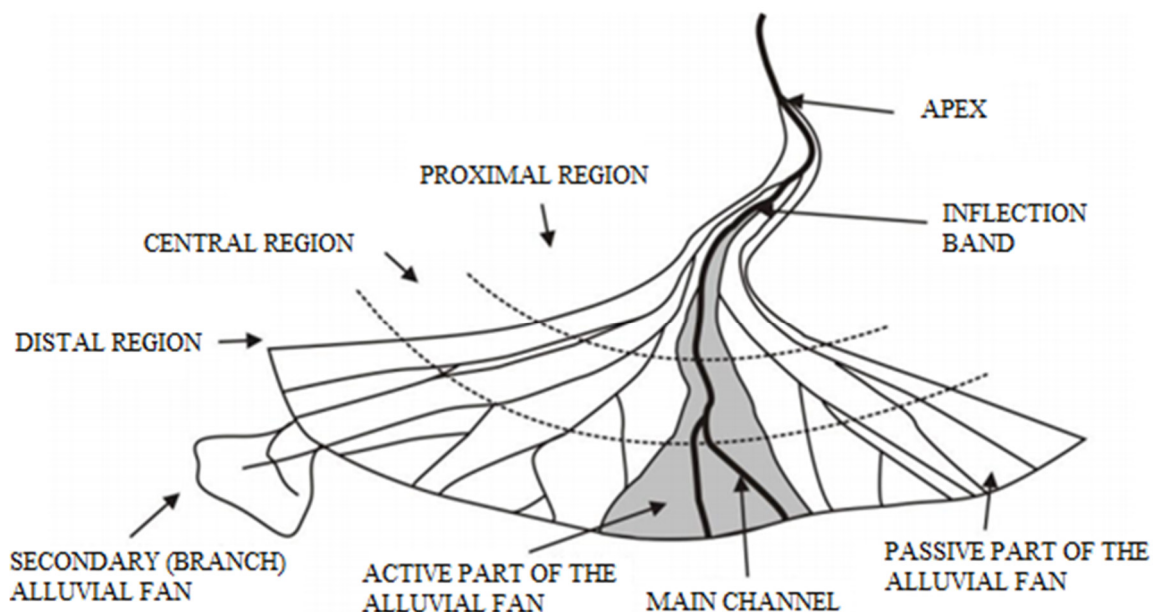 APEX
PROXIMAL REGION
INFLECTION
BAND
CENTRAL REGION
DISTAL REGION
SECONDARY (BRANCH)
ALLUVIAL FAN
ACTIVE PART OF THE
ALLUVIAL FAN
MAIN CHANNEL
PASSIVE PART OF THE
ALLUVIAL FAN